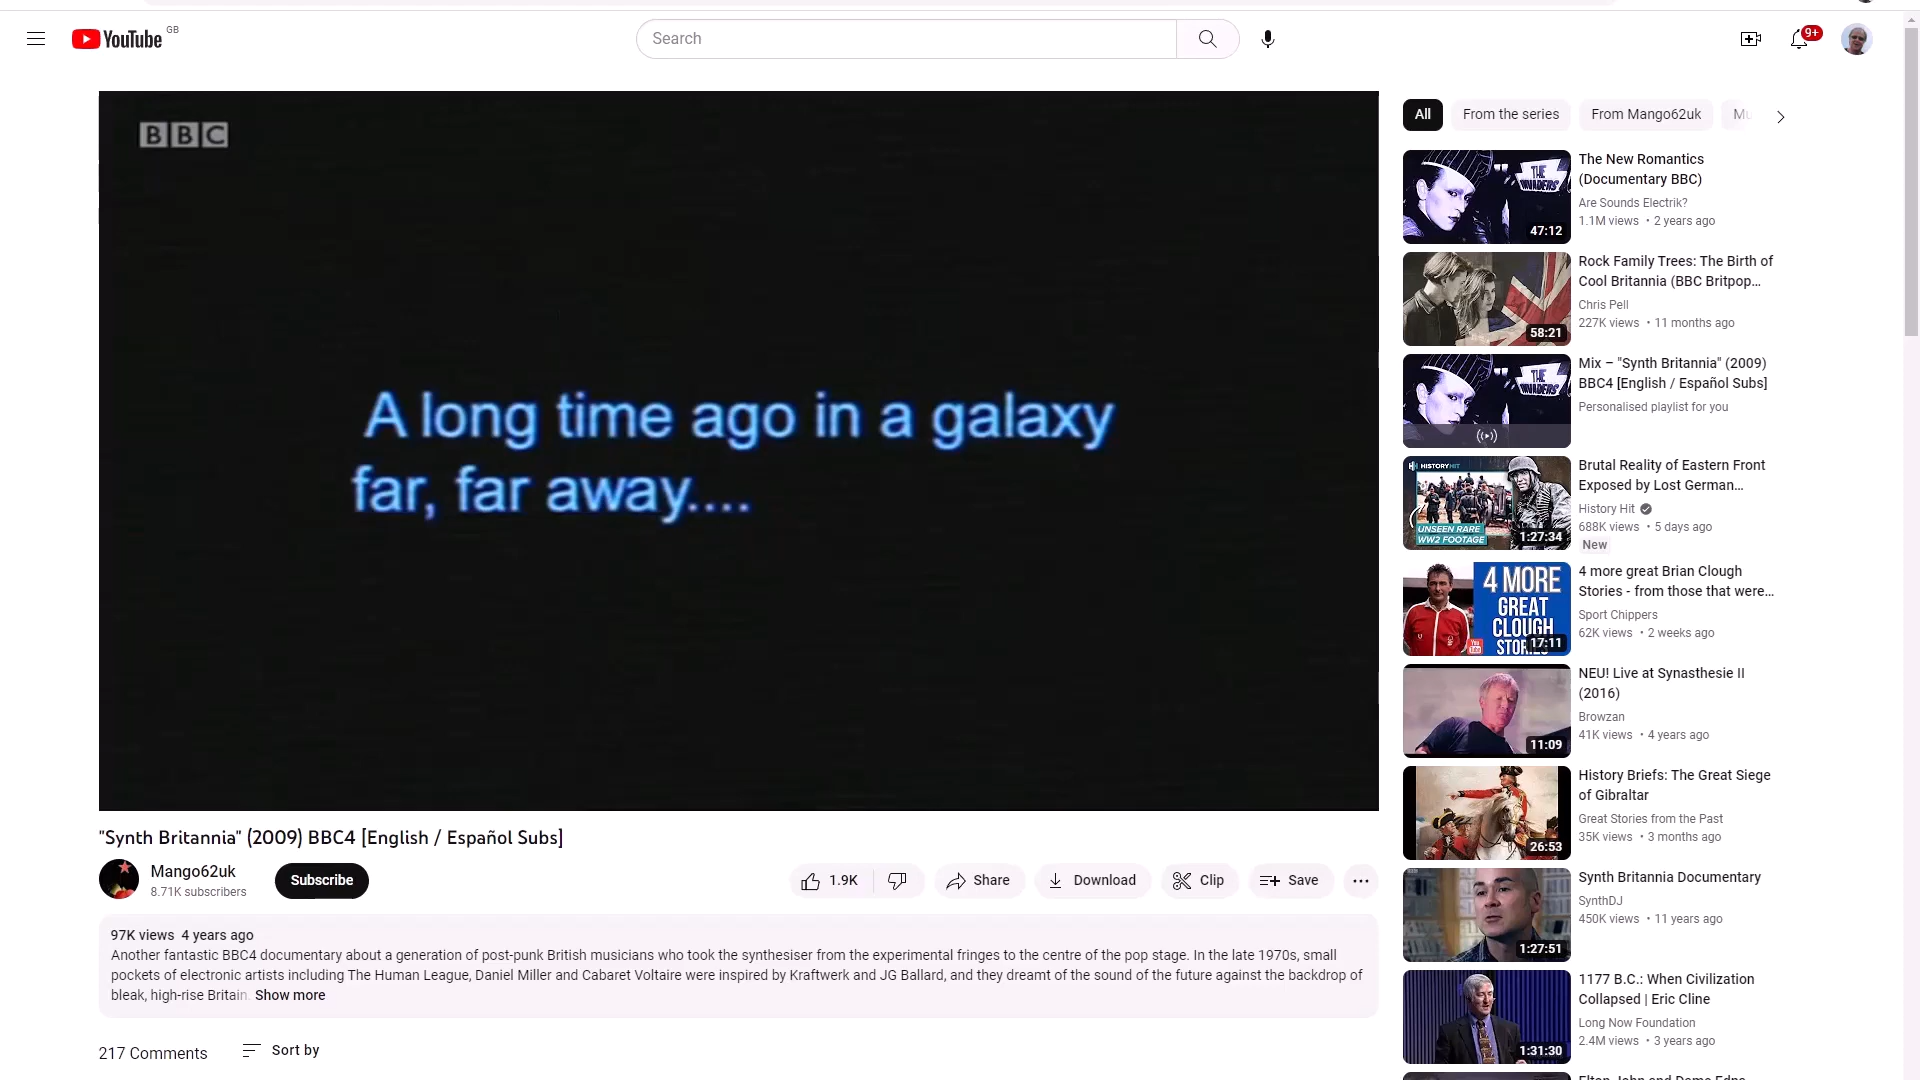 YouTube GB
Search
9+
BBC
A long time ago in a galaxy
far, far away....
"Synth Britannia" (2009) BBC4 [English / Español Subs]
Mango62uk
8.71K subscribers
Subscribe
1.9K
Share
Download
Clip
Save
97K views 4 years ago
Another fantastic BBC4 documentary about a generation of post-punk British musicians who took the synthesiser from the experimental fringes to the centre of the pop stage. In the late 1970s, small
pockets of electronic artists including The Human League, Daniel Miller and Cabaret Voltaire were inspired by Kraftwerk and JG Ballard, and they dreamt of the sound of the future against the backdrop of
bleak, high-rise Britain. Show more
217 Comments
Sort by
All
From the series
From Mango62uk
Mu
THE
INVADERS
47:12
The New Romantics
(Documentary BBC)
Are Sounds Electrik?
1.1M views • 2 years ago
58:21
Rock Family Trees: The Birth of
Cool Britannia (BBC Britpop...
Chris Pell
227K views • 11 months ago
THE
INVADERS
Mix – "Synth Britannia" (2009)
BBC4 [English / Español Subs]
Personalised playlist for you
HISTORY HIT
UNSEEN RARE
WW2 FOOTAGE
1:27:34
Brutal Reality of Eastern Front
Exposed by Lost German...
History Hit
688K views • 5 days ago
New
4 MORE
GREAT
CLOUGH
STORIES
You
Tube
17:11
4 more great Brian Clough
Stories - from those that were...
Sport Chippers
62K views • 2 weeks ago
11:09
NEU! Live at Synasthesie II
(2016)
Browzan
41K views • 4 years ago
26:53
History Briefs: The Great Siege
of Gibraltar
Great Stories from the Past
35K views • 3 months ago
1:27:51
Synth Britannia Documentary
SynthDJ
450K views • 11 years ago
1:31:30
1177 B.C.: When Civilization
Collapsed | Eric Cline
Long Now Foundation
2.4M views • 3 years ago